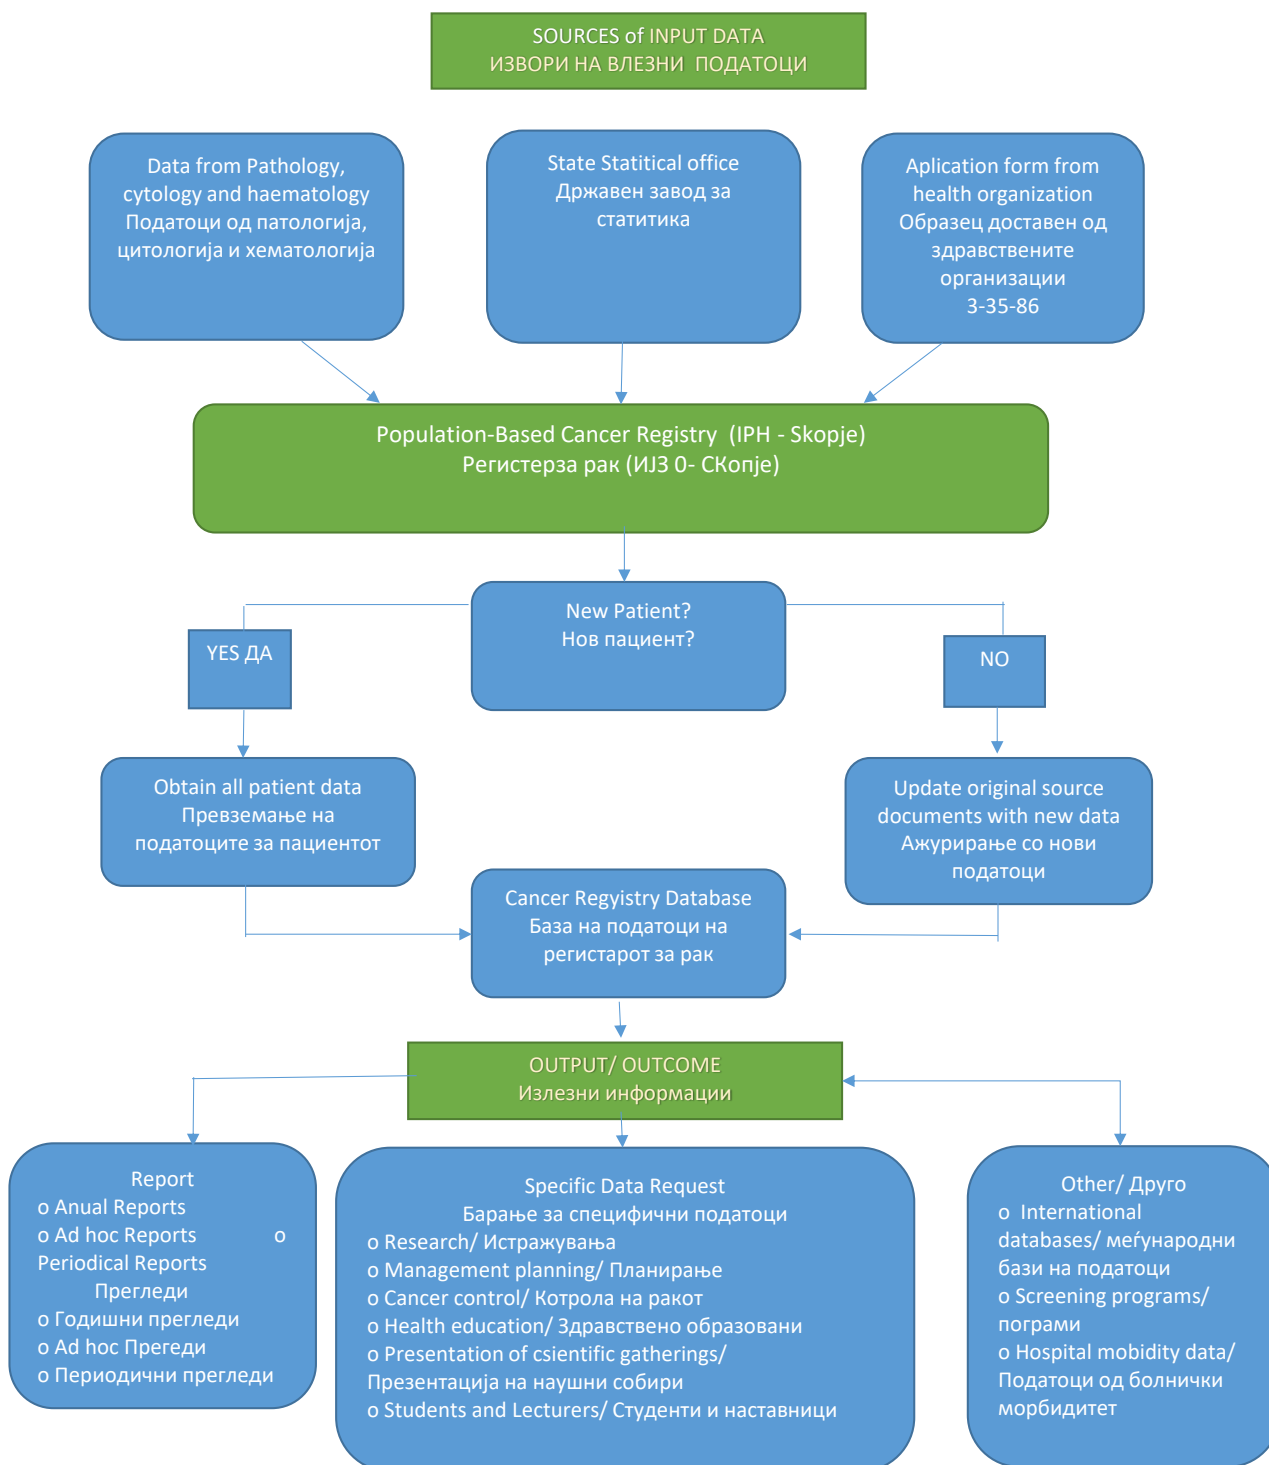 SOURCES of INPUT DATA
ИЗВОРИ НА ВЛЕЗНИ ПОДАТОЦИ
Data from Pathology,
cytology and haematology
Податоци од патологија,
цитологија и хематологија
State Statitical office
Државен завод за
статитика
Aplication form from
health organization
Образец доставен од
здравствените
организации
3-35-86
Population-Based Cancer Registry (IPH - Skopje)
Регистерза рак (ИЈЗ 0- СКопје)
New Patient?
Нов пациент?
YES ДА
NO
Obtain all patient data
Превземање на
податоците за пациентот
Update original source
documents with new data
Ажурирање со нови
податоци
Cancer Regyistry Database
База на податоци на
регистарот за рак
OUTPUT/ OUTCOME
Излезни информации
Report
o Anual Reports
o Ad hoc Reports o
Periodical Reports
Прегледи
o Годишни прегледи
o Ad hoc Прегеди
o Периодични прегледи
Specific Data Request
Барање за специфични податоци
o Research/ Истражувања
o Management planning/ Планирање
o Cancer control/ Котрола на ракот
o Health education/ Здравствено образовани
o Presentation of csientific gatherings/
Презентација на наушни собири
o Students and Lecturers/ Студенти и наставници
Other/ Друго
o International
databases/ меѓународни
бази на податоци
o Screening programs/
пограми
o Hospital mobidity data/
Податоци од болнички
морбидитет